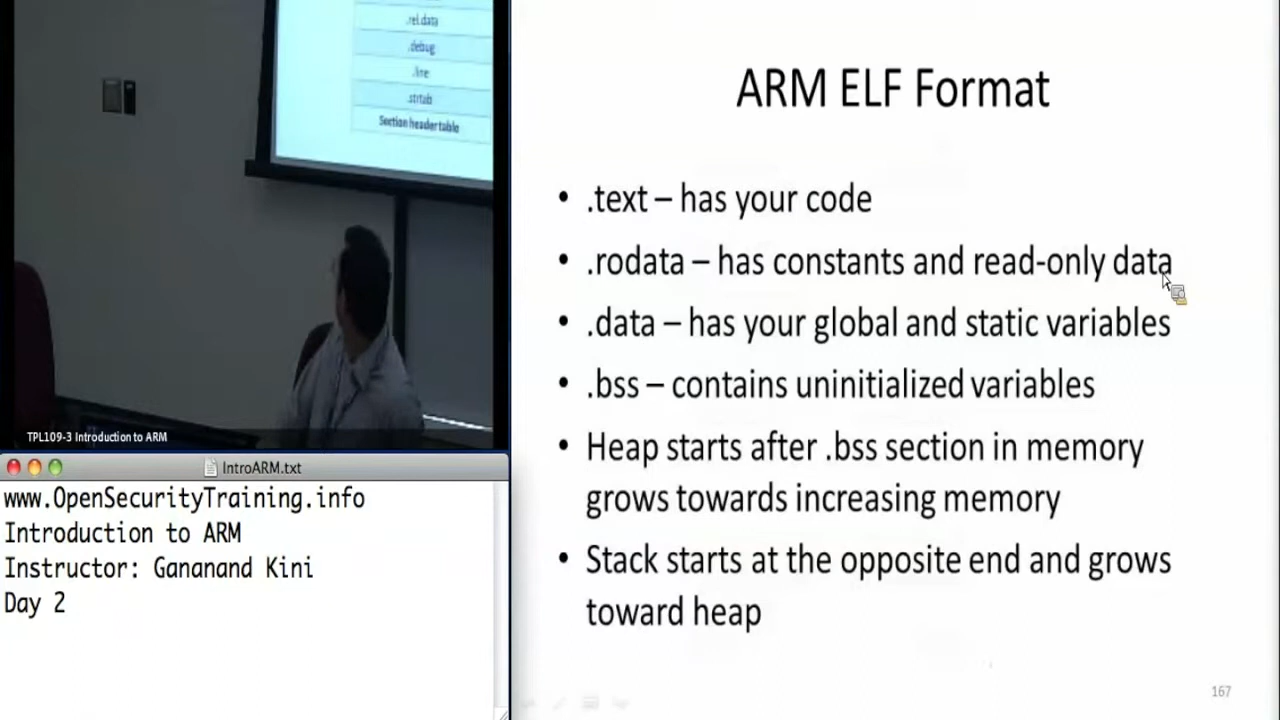 .rel.data
.debug
.line
.strtab
Section header table
TPL109-3 Introduction to ARM
IntroARM.txt
www.OpenSecurityTraining.info
Introduction to ARM
Instructor: Gananand Kini
Day 2
ARM ELF Format
• .text – has your code
• .rodata – has constants and read-only data
• .data – has your global and static variables
• .bss – contains uninitialized variables
• Heap starts after .bss section in memory
grows towards increasing memory
• Stack starts at the opposite end and grows
toward heap
167